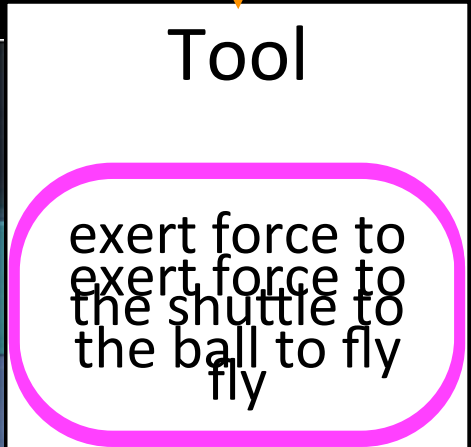 Tool
exert force to
exert force to
the shuttle to
the ball to fly
fly